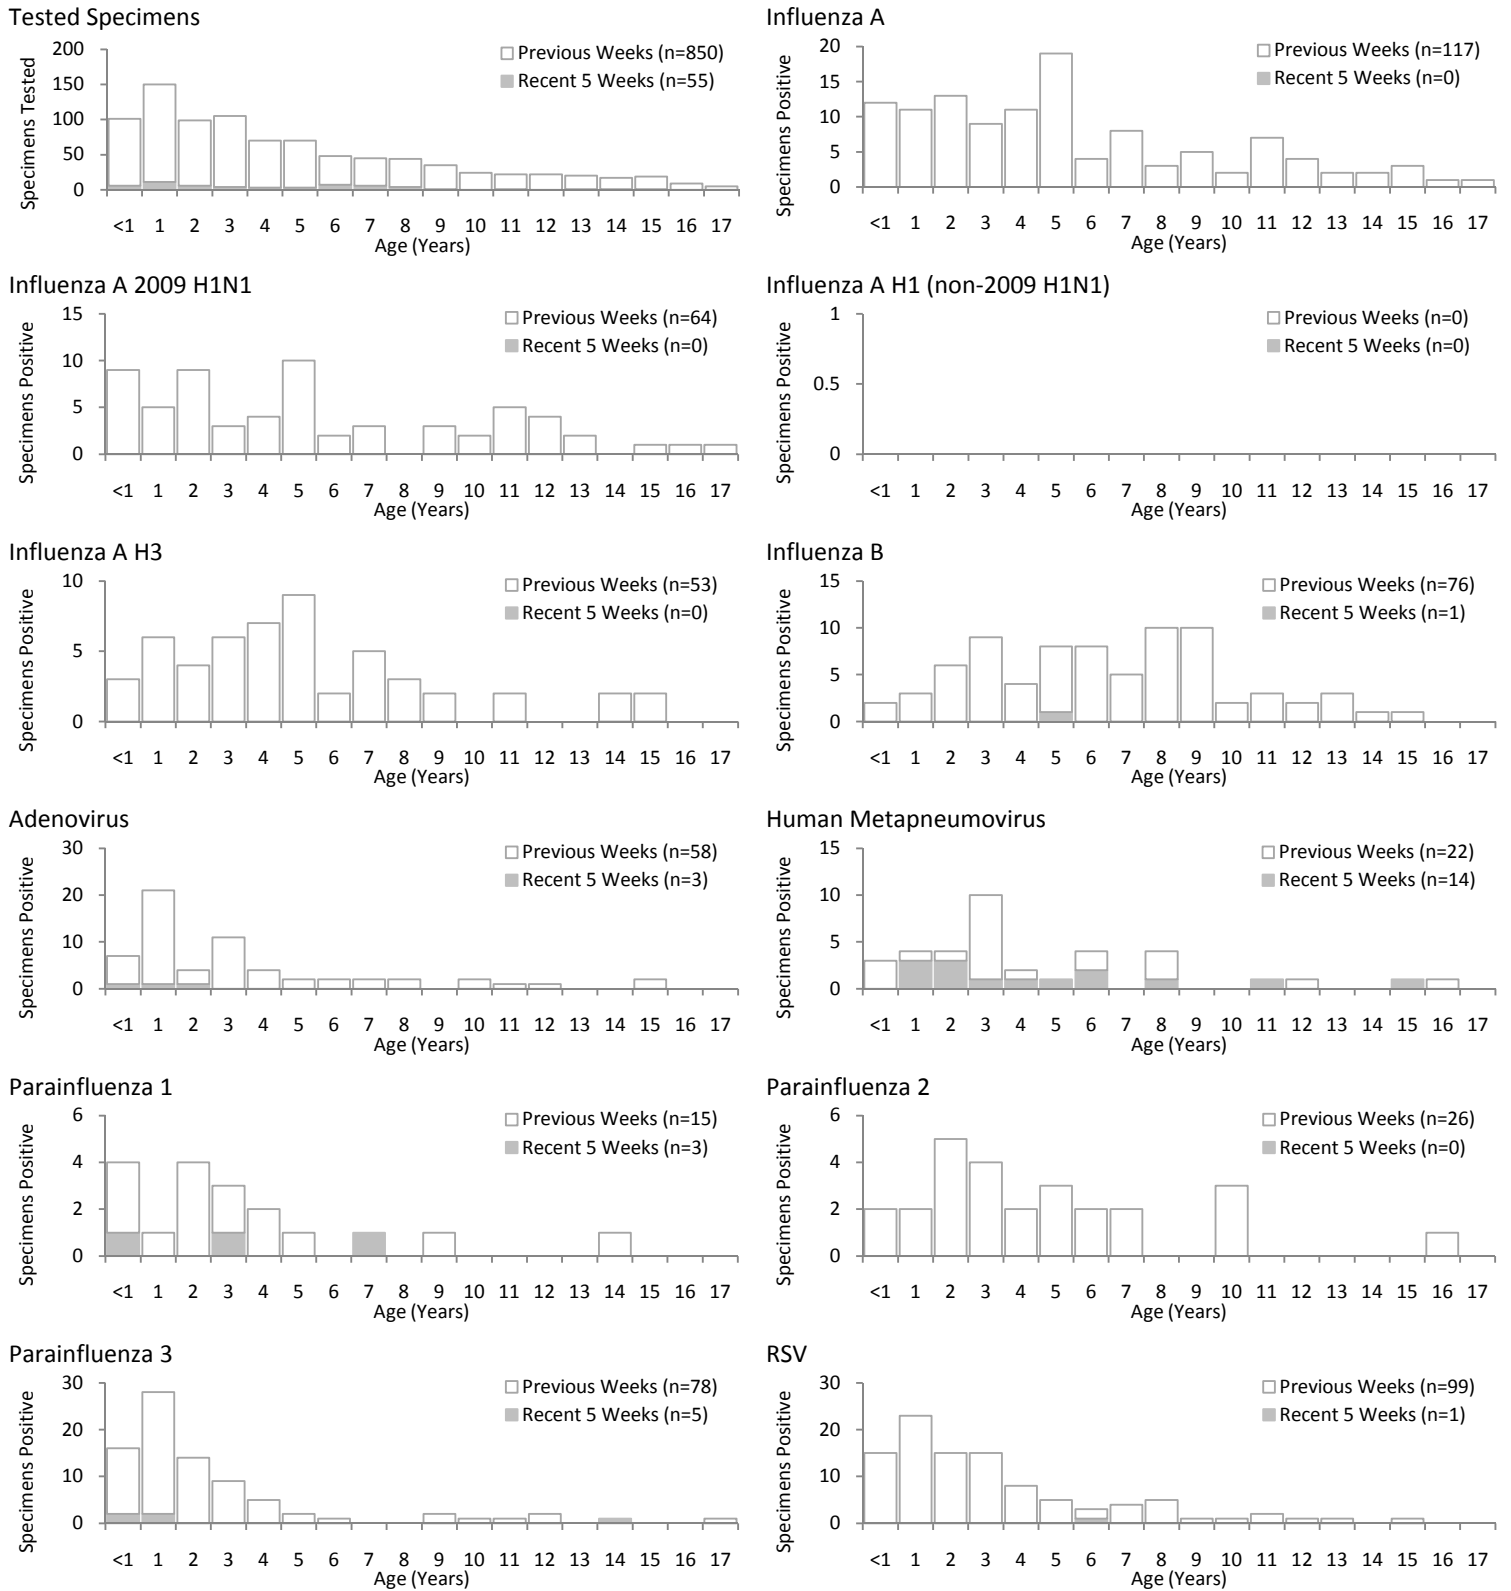 Tested Specimens
Specimens Tested
200
150
100
50
0
Previous Weeks (n=850)
Recent 5 Weeks (n=55)
<1 1 2 3 4 5 6 7 8 9 10 11 12 13 14 15 16 17
Age (Years)
Influenza A
Specimens Positive
20
15
10
5
0
Previous Weeks (n=117)
Recent 5 Weeks (n=0)
<1 1 2 3 4 5 6 7 8 9 10 11 12 13 14 15 16 17
Age (Years)
Influenza A 2009 H1N1
Specimens Positive
15
10
5
0
Previous Weeks (n=64)
Recent 5 Weeks (n=0)
<1 1 2 3 4 5 6 7 8 9 10 11 12 13 14 15 16 17
Age (Years)
Influenza A H1 (non-2009 H1N1)
Specimens Positive
1
0.5
0
Previous Weeks (n=0)
Recent 5 Weeks (n=0)
<1 1 2 3 4 5 6 7 8 9 10 11 12 13 14 15 16 17
Age (Years)
Influenza A H3
Specimens Positive
10
5
0
Previous Weeks (n=53)
Recent 5 Weeks (n=0)
<1 1 2 3 4 5 6 7 8 9 10 11 12 13 14 15 16 17
Age (Years)
Influenza B
Specimens Positive
15
10
5
0
Previous Weeks (n=76)
Recent 5 Weeks (n=1)
<1 1 2 3 4 5 6 7 8 9 10 11 12 13 14 15 16 17
Age (Years)
Adenovirus
Specimens Positive
30
20
10
0
Previous Weeks (n=58)
Recent 5 Weeks (n=3)
<1 1 2 3 4 5 6 7 8 9 10 11 12 13 14 15 16 17
Age (Years)
Human Metapneumovirus
Specimens Positive
15
10
5
0
Previous Weeks (n=22)
Recent 5 Weeks (n=14)
<1 1 2 3 4 5 6 7 8 9 10 11 12 13 14 15 16 17
Age (Years)
Parainfluenza 1
Specimens Positive
6
4
2
0
Previous Weeks (n=15)
Recent 5 Weeks (n=3)
<1 1 2 3 4 5 6 7 8 9 10 11 12 13 14 15 16 17
Age (Years)
Parainfluenza 2
Specimens Positive
6
4
2
0
Previous Weeks (n=26)
Recent 5 Weeks (n=0)
<1 1 2 3 4 5 6 7 8 9 10 11 12 13 14 15 16 17
Age (Years)
Parainfluenza 3
Specimens Positive
30
20
10
0
Previous Weeks (n=78)
Recent 5 Weeks (n=5)
<1 1 2 3 4 5 6 7 8 9 10 11 12 13 14 15 16 17
Age (Years)
RSV
Specimens Positive
30
20
10
0
Previous Weeks (n=99)
Recent 5 Weeks (n=1)
<1 1 2 3 4 5 6 7 8 9 10 11 12 13 14 15 16 17
Age (Years)